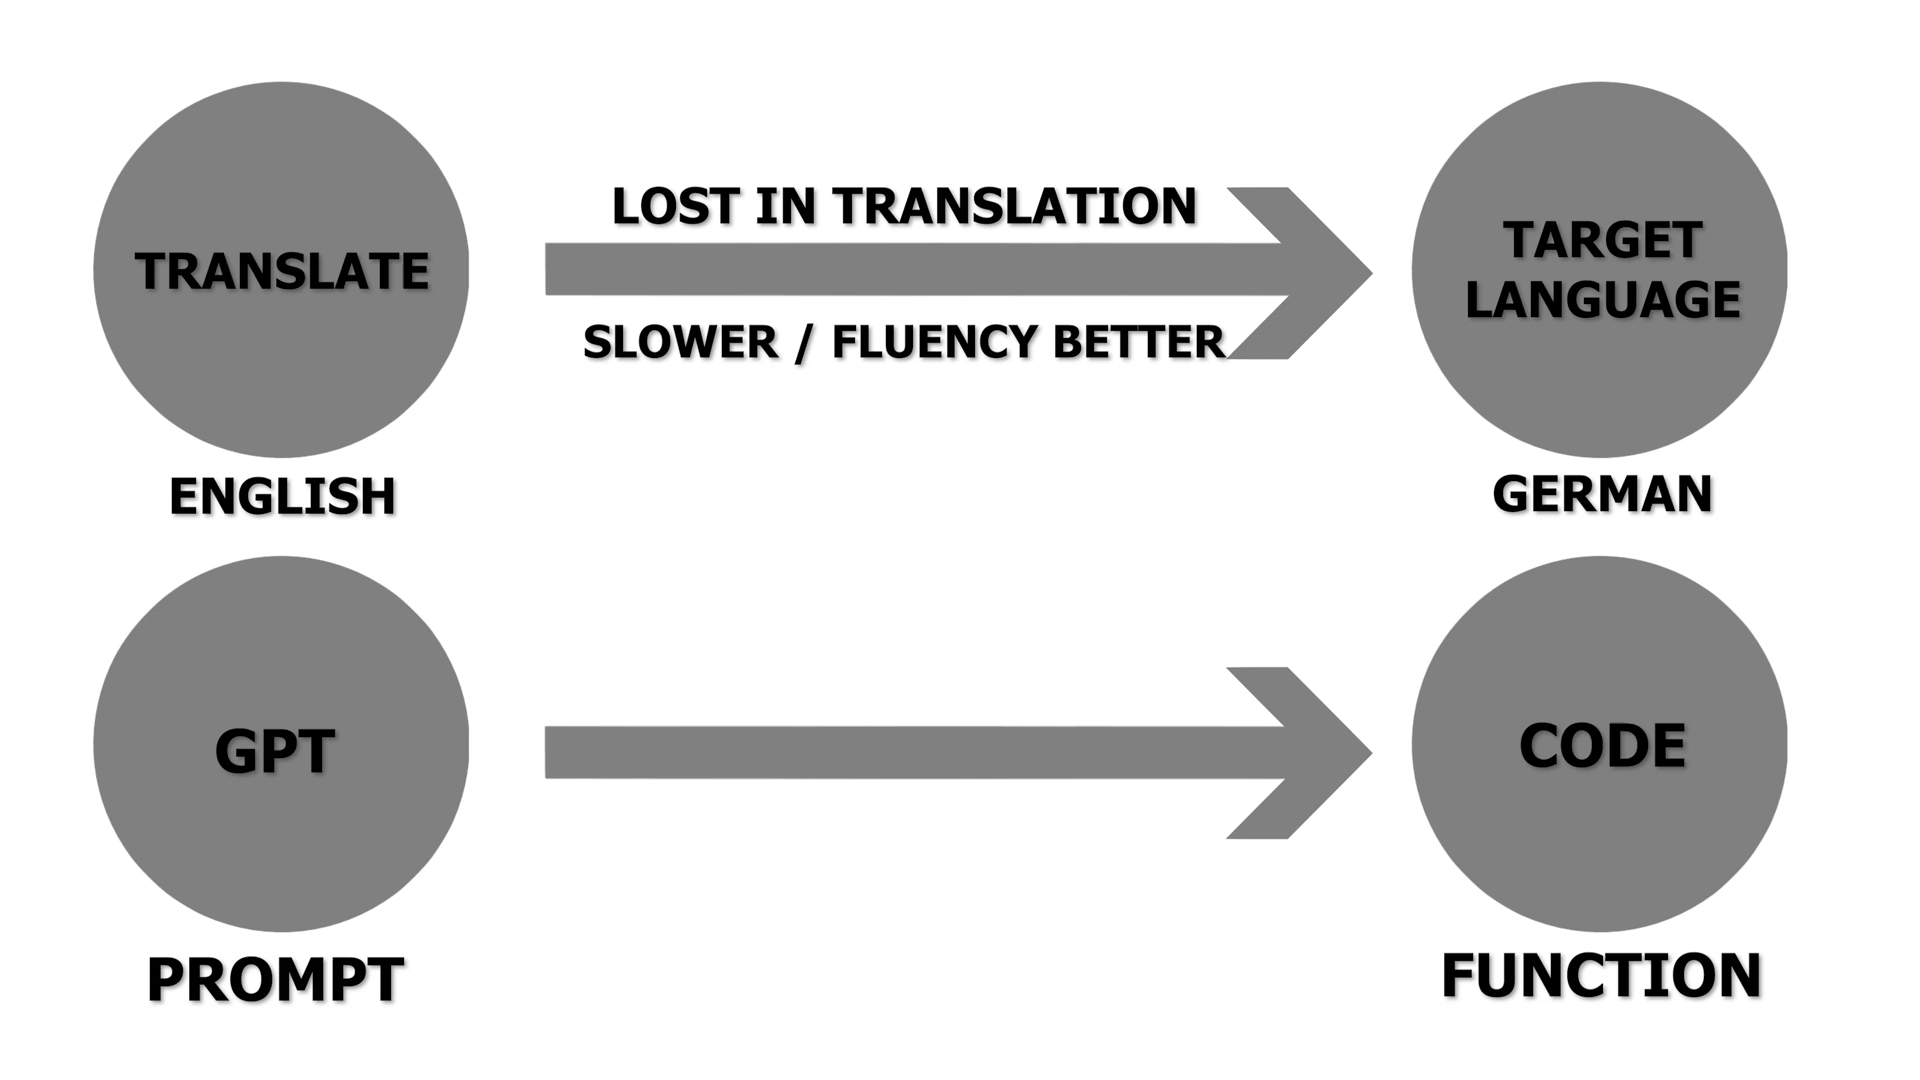 TRANSLATE
LOST IN TRANSLATION
SLOWER / FLUENCY BETTER
TARGET
LANGUAGE
ENGLISH
GERMAN
GPT
CODE
PROMPT
FUNCTION